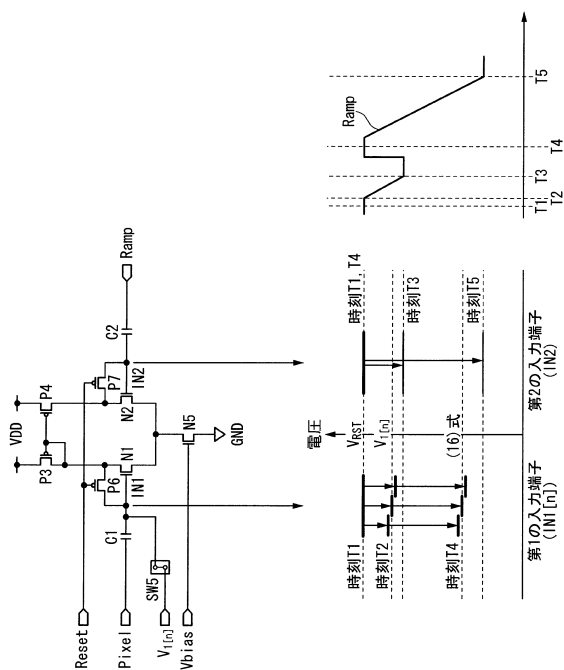 VDD
P3
P4
P6
P7
N1
N2
IN1
IN2
C1
C2
Ramp
N5
GND
SW5
Reset
Pixel
V1[n]
Vbias
電圧
VRST
V1[n]
(16)式
時刻T1
時刻T2
時刻T4
第1の入力端子
(IN1[n])
時刻T1, T4
時刻T3
時刻T5
第2の入力端子
(IN2)
Ramp
T1
T2
T3
T4
T5